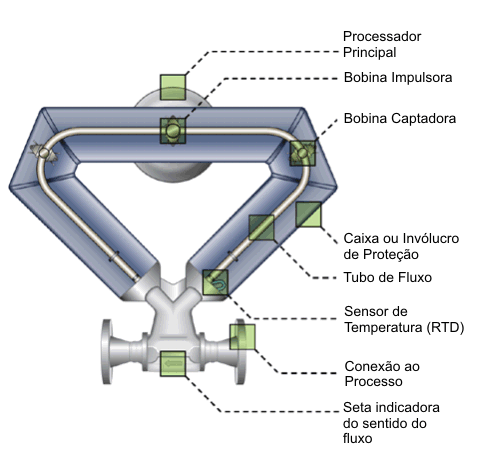 Processador
Principal
Bobina Impulsora
Bobina Captadora
Caixa ou Invólucro
de Proteção
Tubo de Fluxo
Sensor de
Temperatura (RTD)
Conexão ao
Processo
Seta indicadora
do sentido do
fluxo